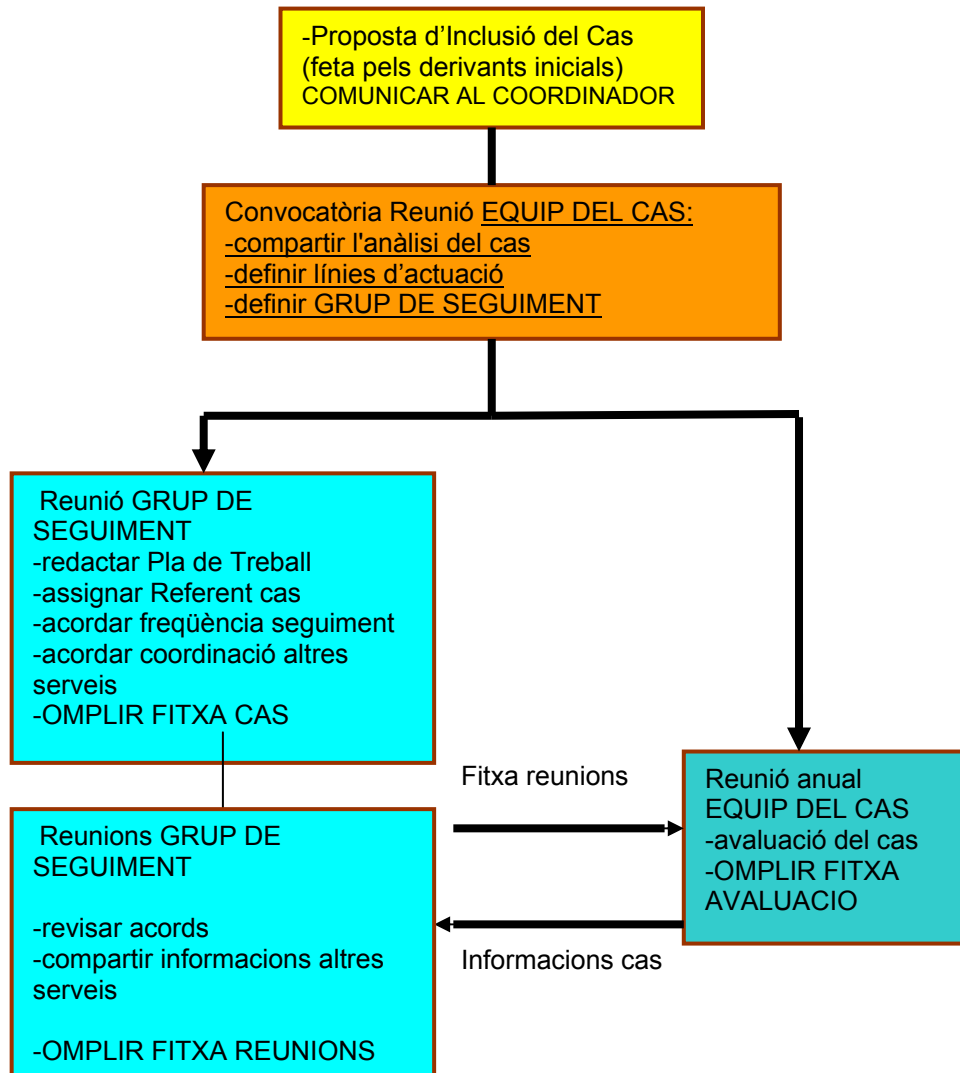 -Proposta d’Inclusió del Cas
(feta pels derivants inicials)
COMUNICAR AL COORDINADOR
Convocatòria Reunió EQUIP DEL CAS:
-compartir l'anàlisi del cas
-definir línies d’actuació
-definir GRUP DE SEGUIMENT
Reunió GRUP DE
SEGUIMENT
-redactar Pla de Treball
-assignar Referent cas
-acordar freqüència seguiment
-acordar coordinació altres
serveis
-OMPLIR FITXA CAS
Fitxa reunions
Reunió anual
EQUIP DEL CAS
-avaluació del cas
-OMPLIR FITXA
AVALUACIO
Reunions GRUP DE
SEGUIMENT
-revisar acords
-compartir informacions altres
serveis
-OMPLIR FITXA REUNIONS
Informacions cas